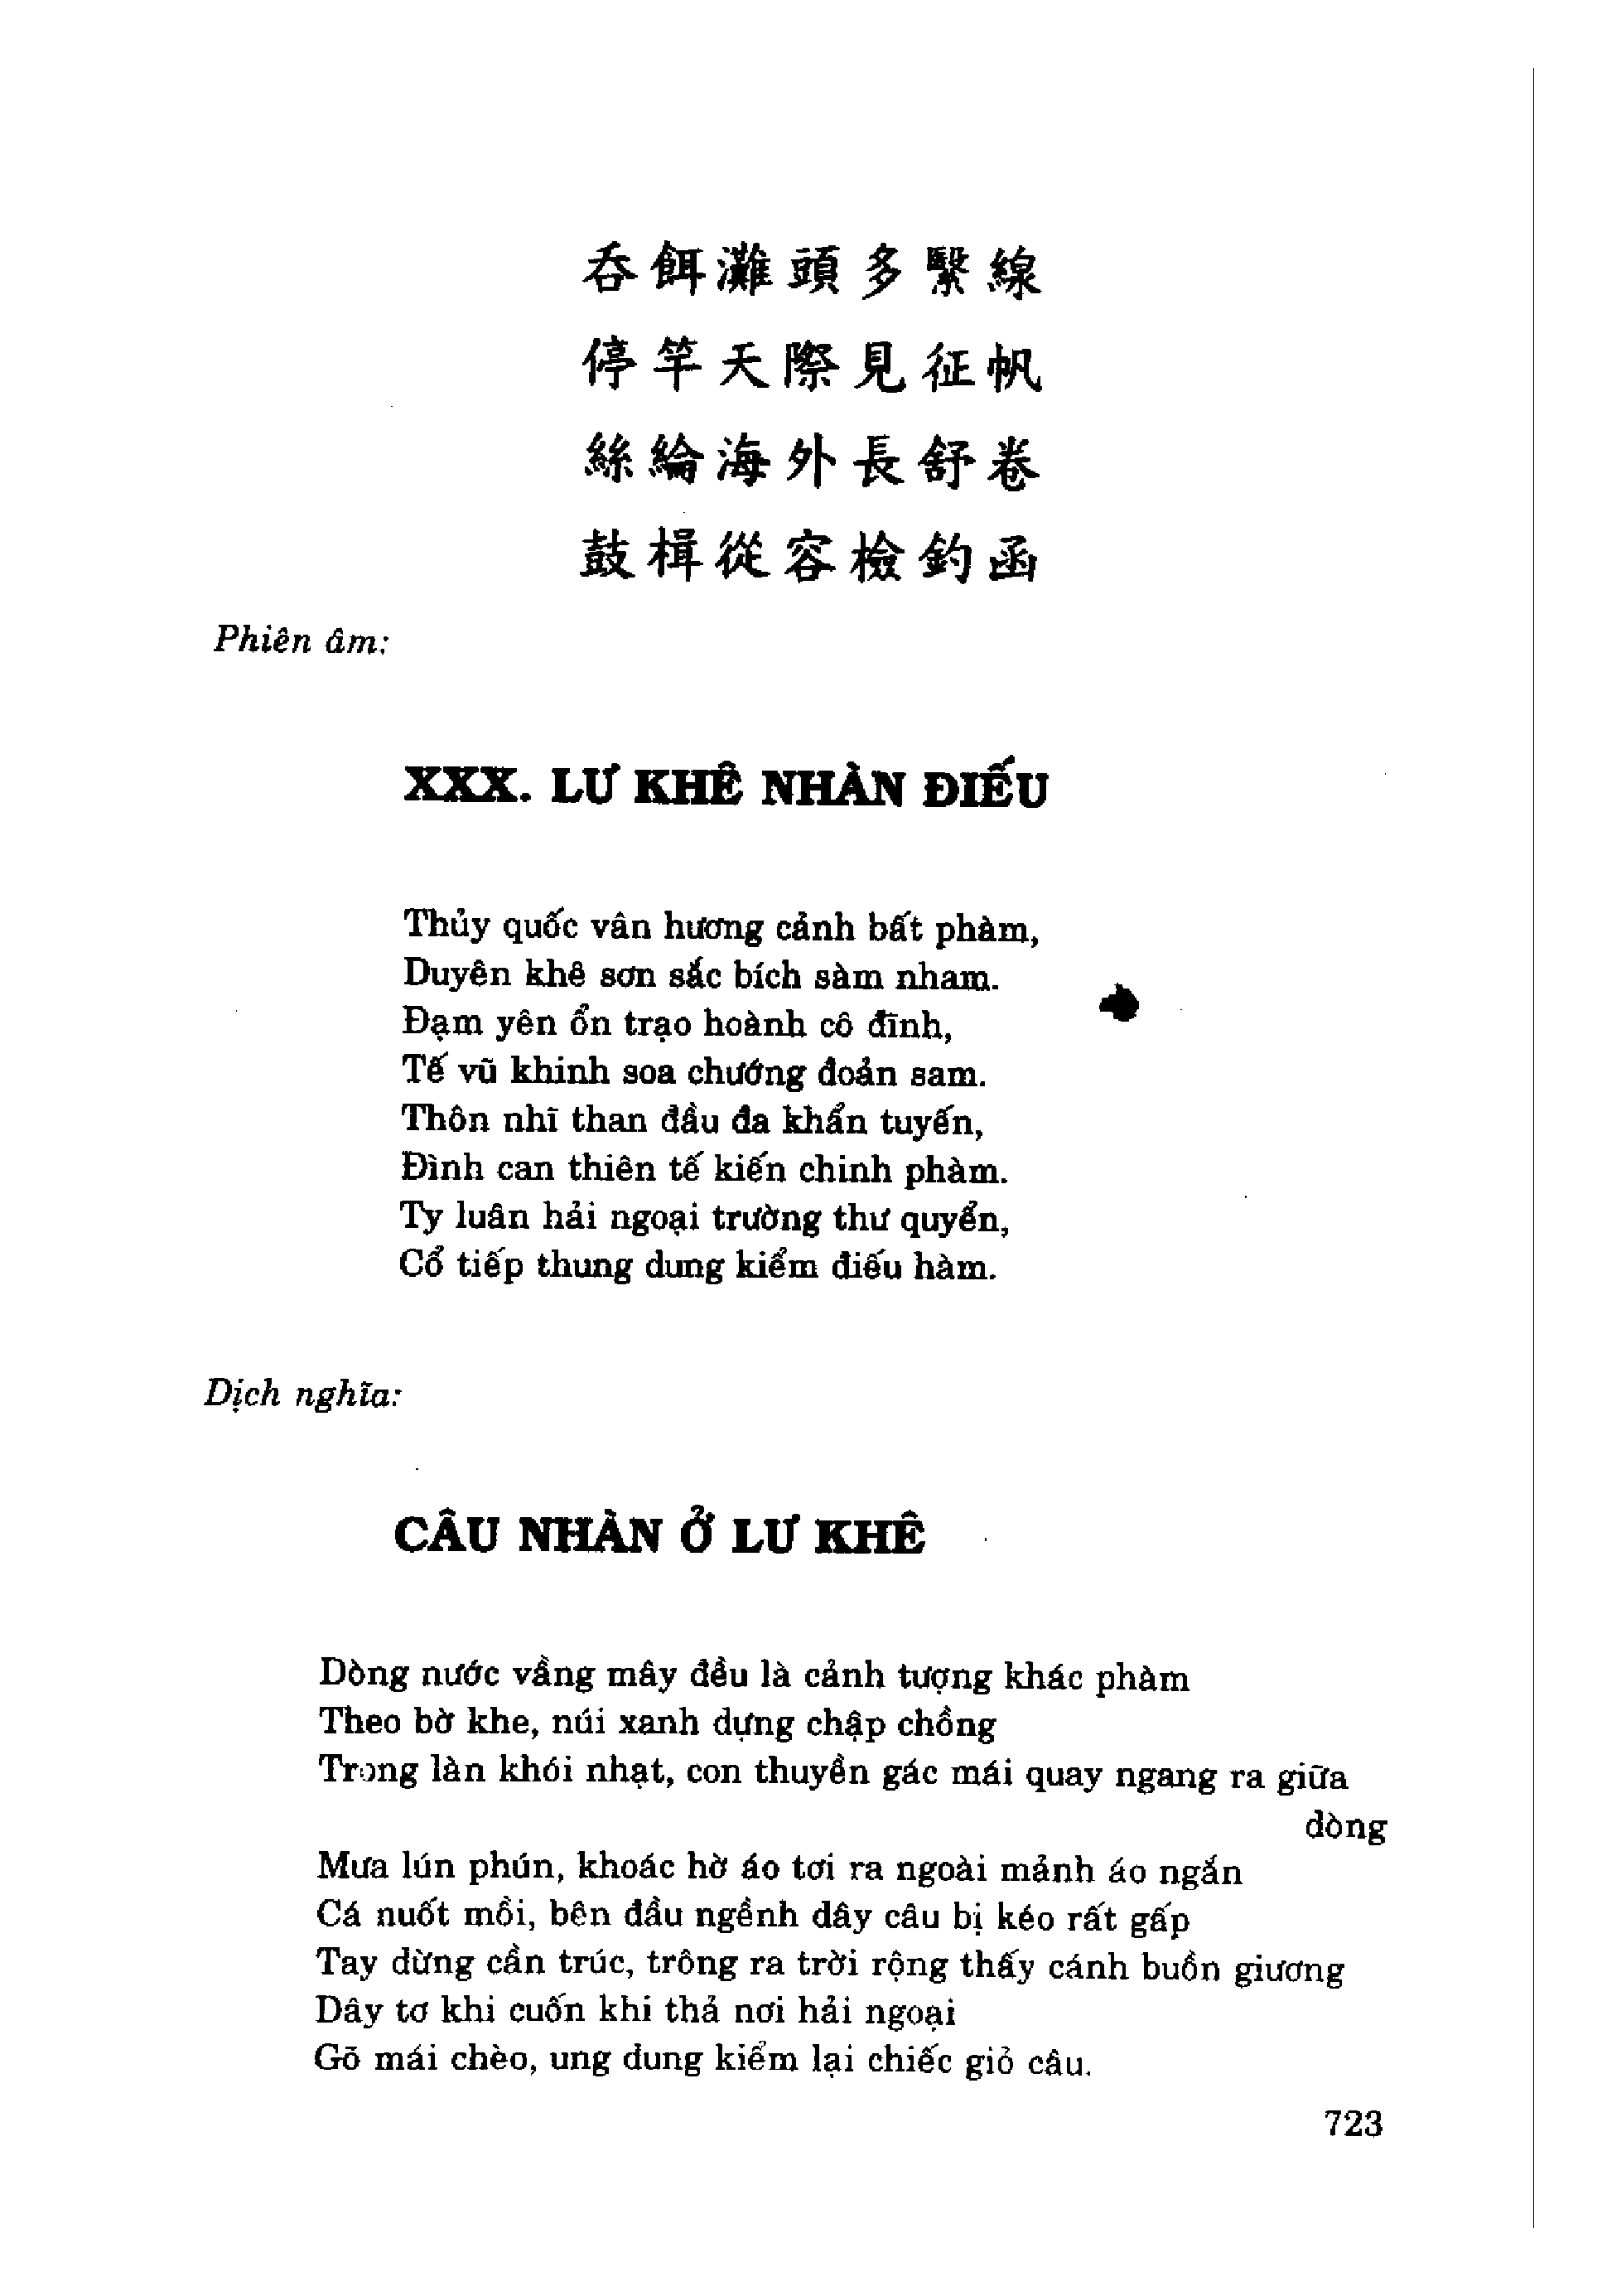 吞餌灘頭多緊線
停竿天際見征帆
絲綸海外長舒卷
鼓楫從容檢釣函
Phiên âm:
XXX. LƯ KHÊ NHÀN ĐIẾU
Thủy quốc vân hương cảnh bất phàm,
Duyên khê sơn sắc bích sàm nham.
Đạm yên ổn trạo hoành cô đĩnh,
Tế vũ khinh soa chướng đoản sam.
Thôn nhĩ than đầu đa khẩn tuyến,
Đình can thiên tế kiến chinh phàm.
Ty luân hải ngoại trường thư quyển,
Cổ tiếp thung dung kiểm điếu hàm.
Dịch nghĩa:
CÂU NHÀN Ở LƯ KHÊ
Dòng nước vầng mây đều là cảnh tượng khác phàm
Theo bờ khe, núi xanh dựng chập chồng
Trong làn khói nhạt, con thuyền gác mái quay ngang ra giữa
dòng
Mưa lún phún, khoác hờ áo tơi ra ngoài mảnh áo ngắn
Cá nuốt mồi, bên đầu ngềnh dây câu bị kéo rất gấp
Tay dừng cần trúc, trông ra trời rộng thấy cánh buồn giương
Dây tơ khi cuốn khi thả nơi hải ngoại
Gõ mái chèo, ung dung kiểm lại chiếc giỏ câu.
723